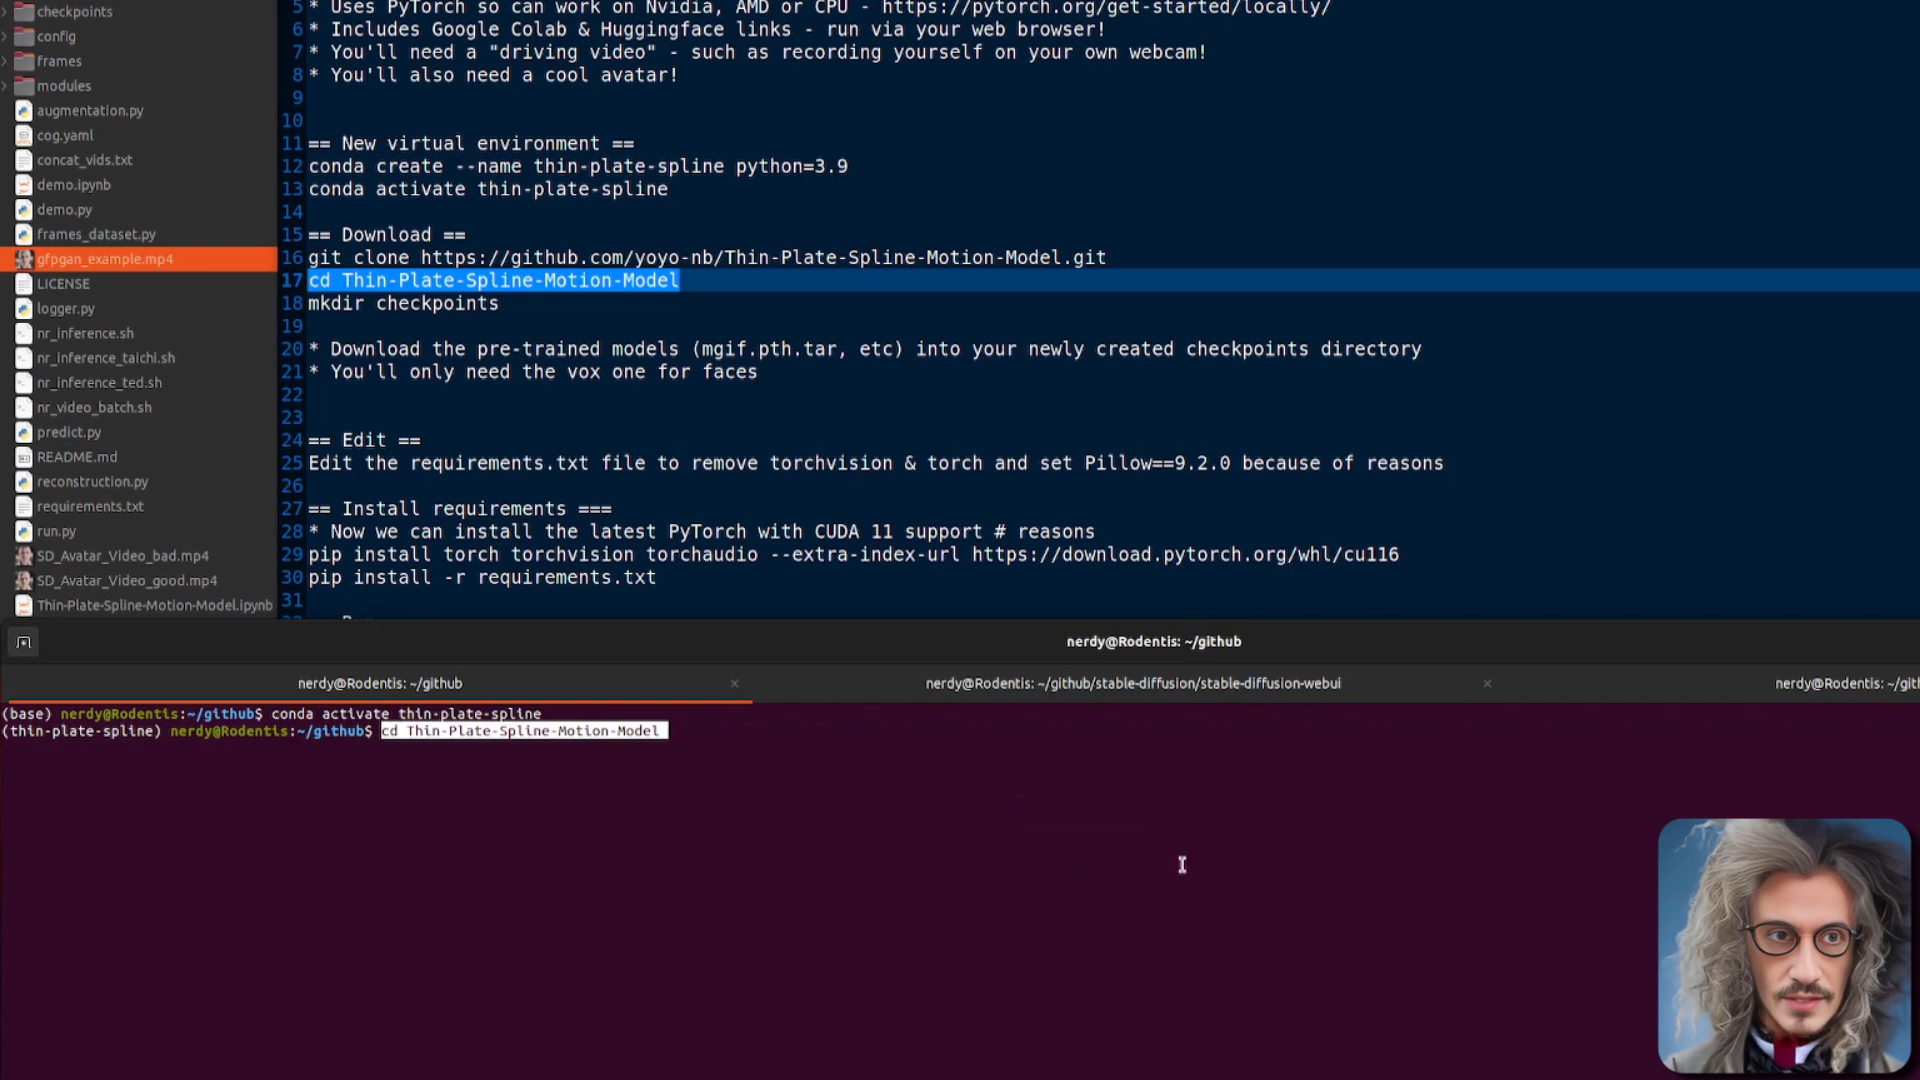 checkpoints
config
frames
modules
augmentation.py
cog.yaml
concat_vids.txt
demo.ipynb
demo.py
frames_dataset.py
gfpgan_example.mp4
LICENSE
logger.py
nr_inference.sh
nr_inference_taichi.sh
nr_inference_ted.sh
nr_video_batch.sh
predict.py
README.md
reconstruction.py
requirements.txt
run.py
SD_Avatar_Video_bad.mp4
SD_Avatar_Video_good.mp4
Thin-Plate-Spline-Motion-Model.ipynb
5 * Uses PyTorch so can work on Nvidia, AMD or CPU - https://pytorch.org/get-started/locally/
6 * Includes Google Colab & Huggingface links - run via your web browser!
7 * You'll need a "driving video" - such as recording yourself on your own webcam!
8 * You'll also need a cool avatar!
9
10
11 == New virtual environment ==
12 conda create --name thin-plate-spline python=3.9
13 conda activate thin-plate-spline
14
15 == Download ==
16 git clone https://github.com/yoyo-nb/Thin-Plate-Spline-Motion-Model.git
17 cd Thin-Plate-Spline-Motion-Model
18 mkdir checkpoints
19
20 * Download the pre-trained models (mgif.pth.tar, etc) into your newly created checkpoints directory
21 * You'll only need the vox one for faces
22
23
24 == Edit ==
25 Edit the requirements.txt file to remove torchvision & torch and set Pillow==9.2.0 because of reasons
26
27 == Install requirements ===
28 * Now we can install the latest PyTorch with CUDA 11 support # reasons
29 pip install torch torchvision torchaudio --extra-index-url https://download.pytorch.org/whl/cu116
30 pip install -r requirements.txt
31
nerdy@Rodentis: ~/github
nerdy@Rodentis: ~/github × nerdy@Rodentis: ~/github/stable-diffusion/stable-diffusion-webui × nerdy@Rodentis: ~/gith
(base) nerdy@Rodentis:~/github$ conda activate thin-plate-spline
(thin-plate-spline) nerdy@Rodentis:~/github$ cd Thin-Plate-Spline-Motion-Model